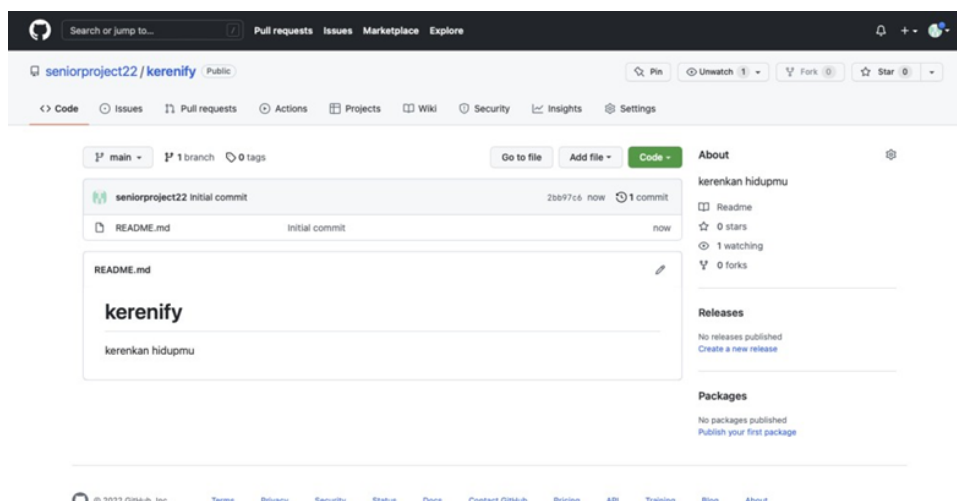 Search or jump to... / Pull requests Issues Marketplace Explore
seniorproject22 / kerenify Public Pin Unwatch 1 Fork 0 Star 0
<> Code Issues Pull requests Actions Projects Wiki Security Insights Settings
main 1 branch 0 tags Go to file Add file Code About
kerenkan hidupmu
seniorproject22 Initial commit 2bb97c6 now 1 commit
Readme
README.md Initial commit now
0 stars
1 watching
0 forks
README.md
kerenify
kerenkan hidupmu
Releases
No releases published
Create a new release
Packages
No packages published
Publish your first package
© 2022 GitHub, Inc. Terms Privacy Security Status Docs Contact GitHub Pricing API Training Blog About